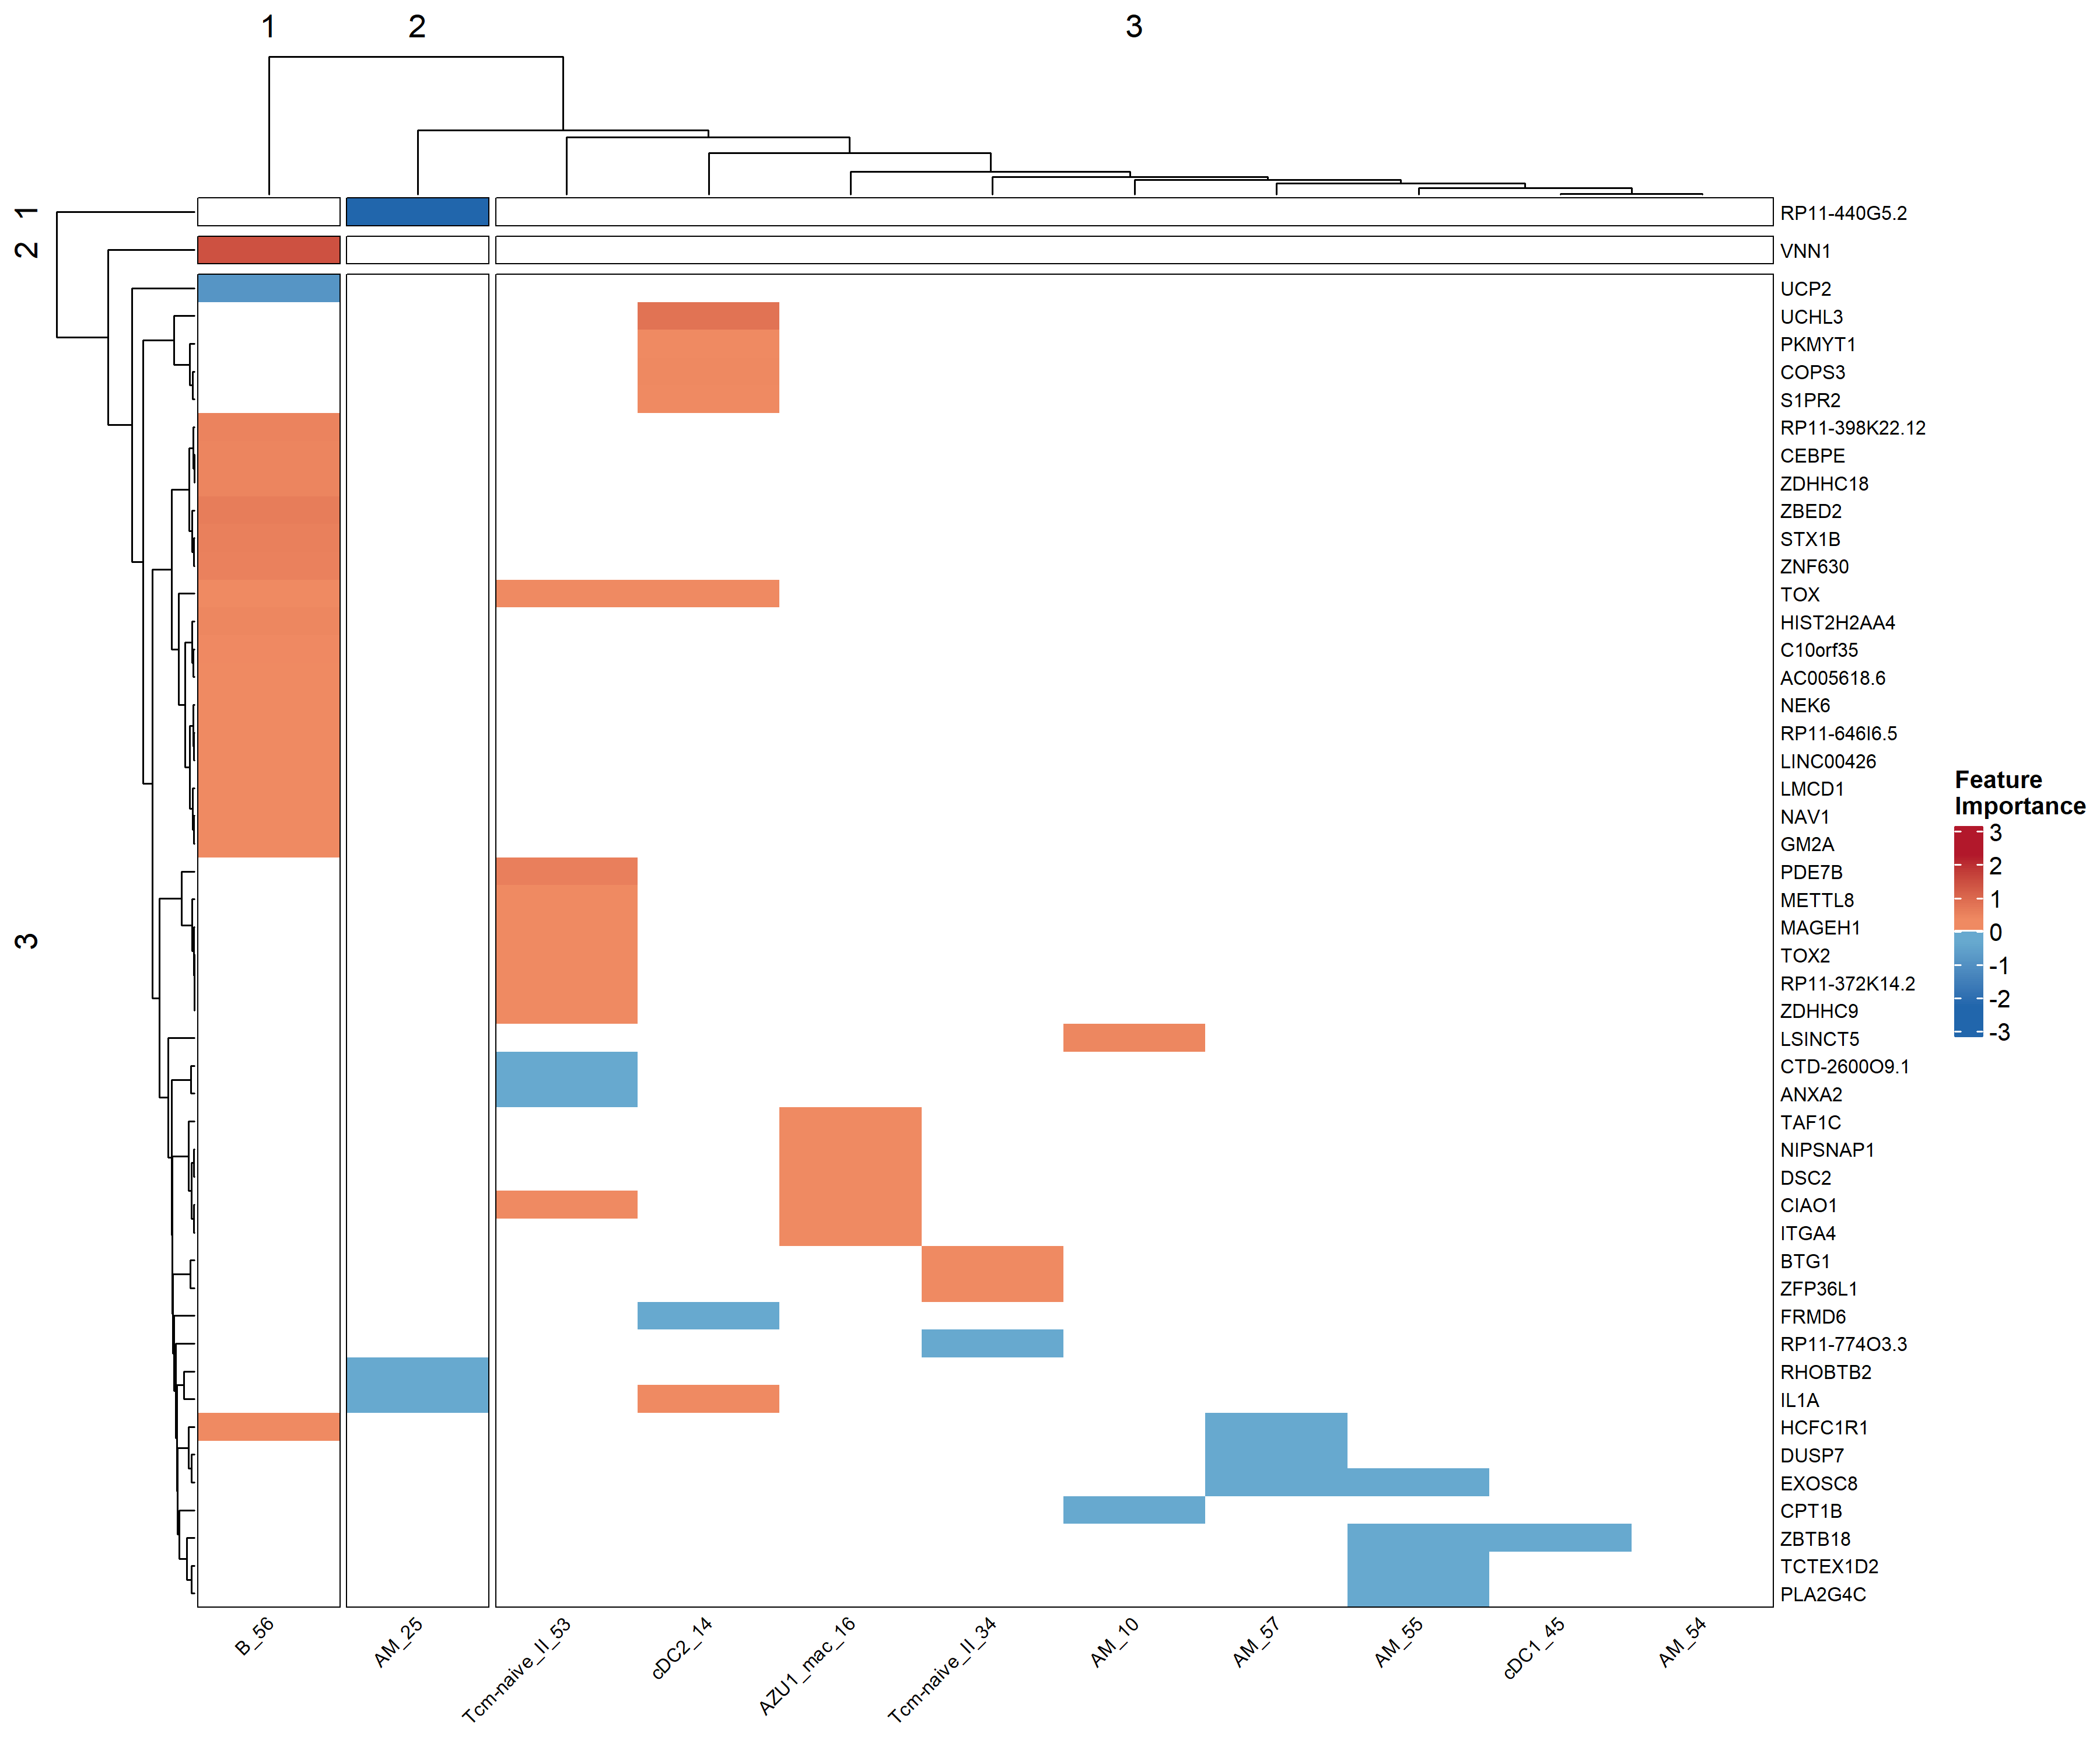 1
2
3
1
2
3
RP11-440G5.2
VNN1
UCP2
UCHL3
PKMYT1
COPS3
S1PR2
RP11-398K22.12
CEBPE
ZDHHC18
ZBED2
STX1B
ZNF630
TOX
HIST2H2AA4
C10orf35
AC005618.6
NEK6
RP11-646I6.5
LINC00426
LMCD1
NAV1
GM2A
PDE7B
METTL8
MAGEH1
TOX2
RP11-372K14.2
ZDHHC9
LSINCT5
CTD-2600O9.1
ANXA2
TAF1C
NIPSNAP1
DSC2
CIAO1
ITGA4
BTG1
ZFP36L1
FRMD6
RP11-774O3.3
RHOBTB2
IL1A
HCFC1R1
DUSP7
EXOSC8
CPT1B
ZBTB18
TCTEX1D2
PLA2G4C
B_56
AM_25
Tcm-naive_II_53
cDC2_14
AZU1_mac_16
Tcm-naive_II_34
AM_10
AM_57
AM_55
cDC1_45
AM_54
Feature
Importance
3
2
1
0
-1
-2
-3